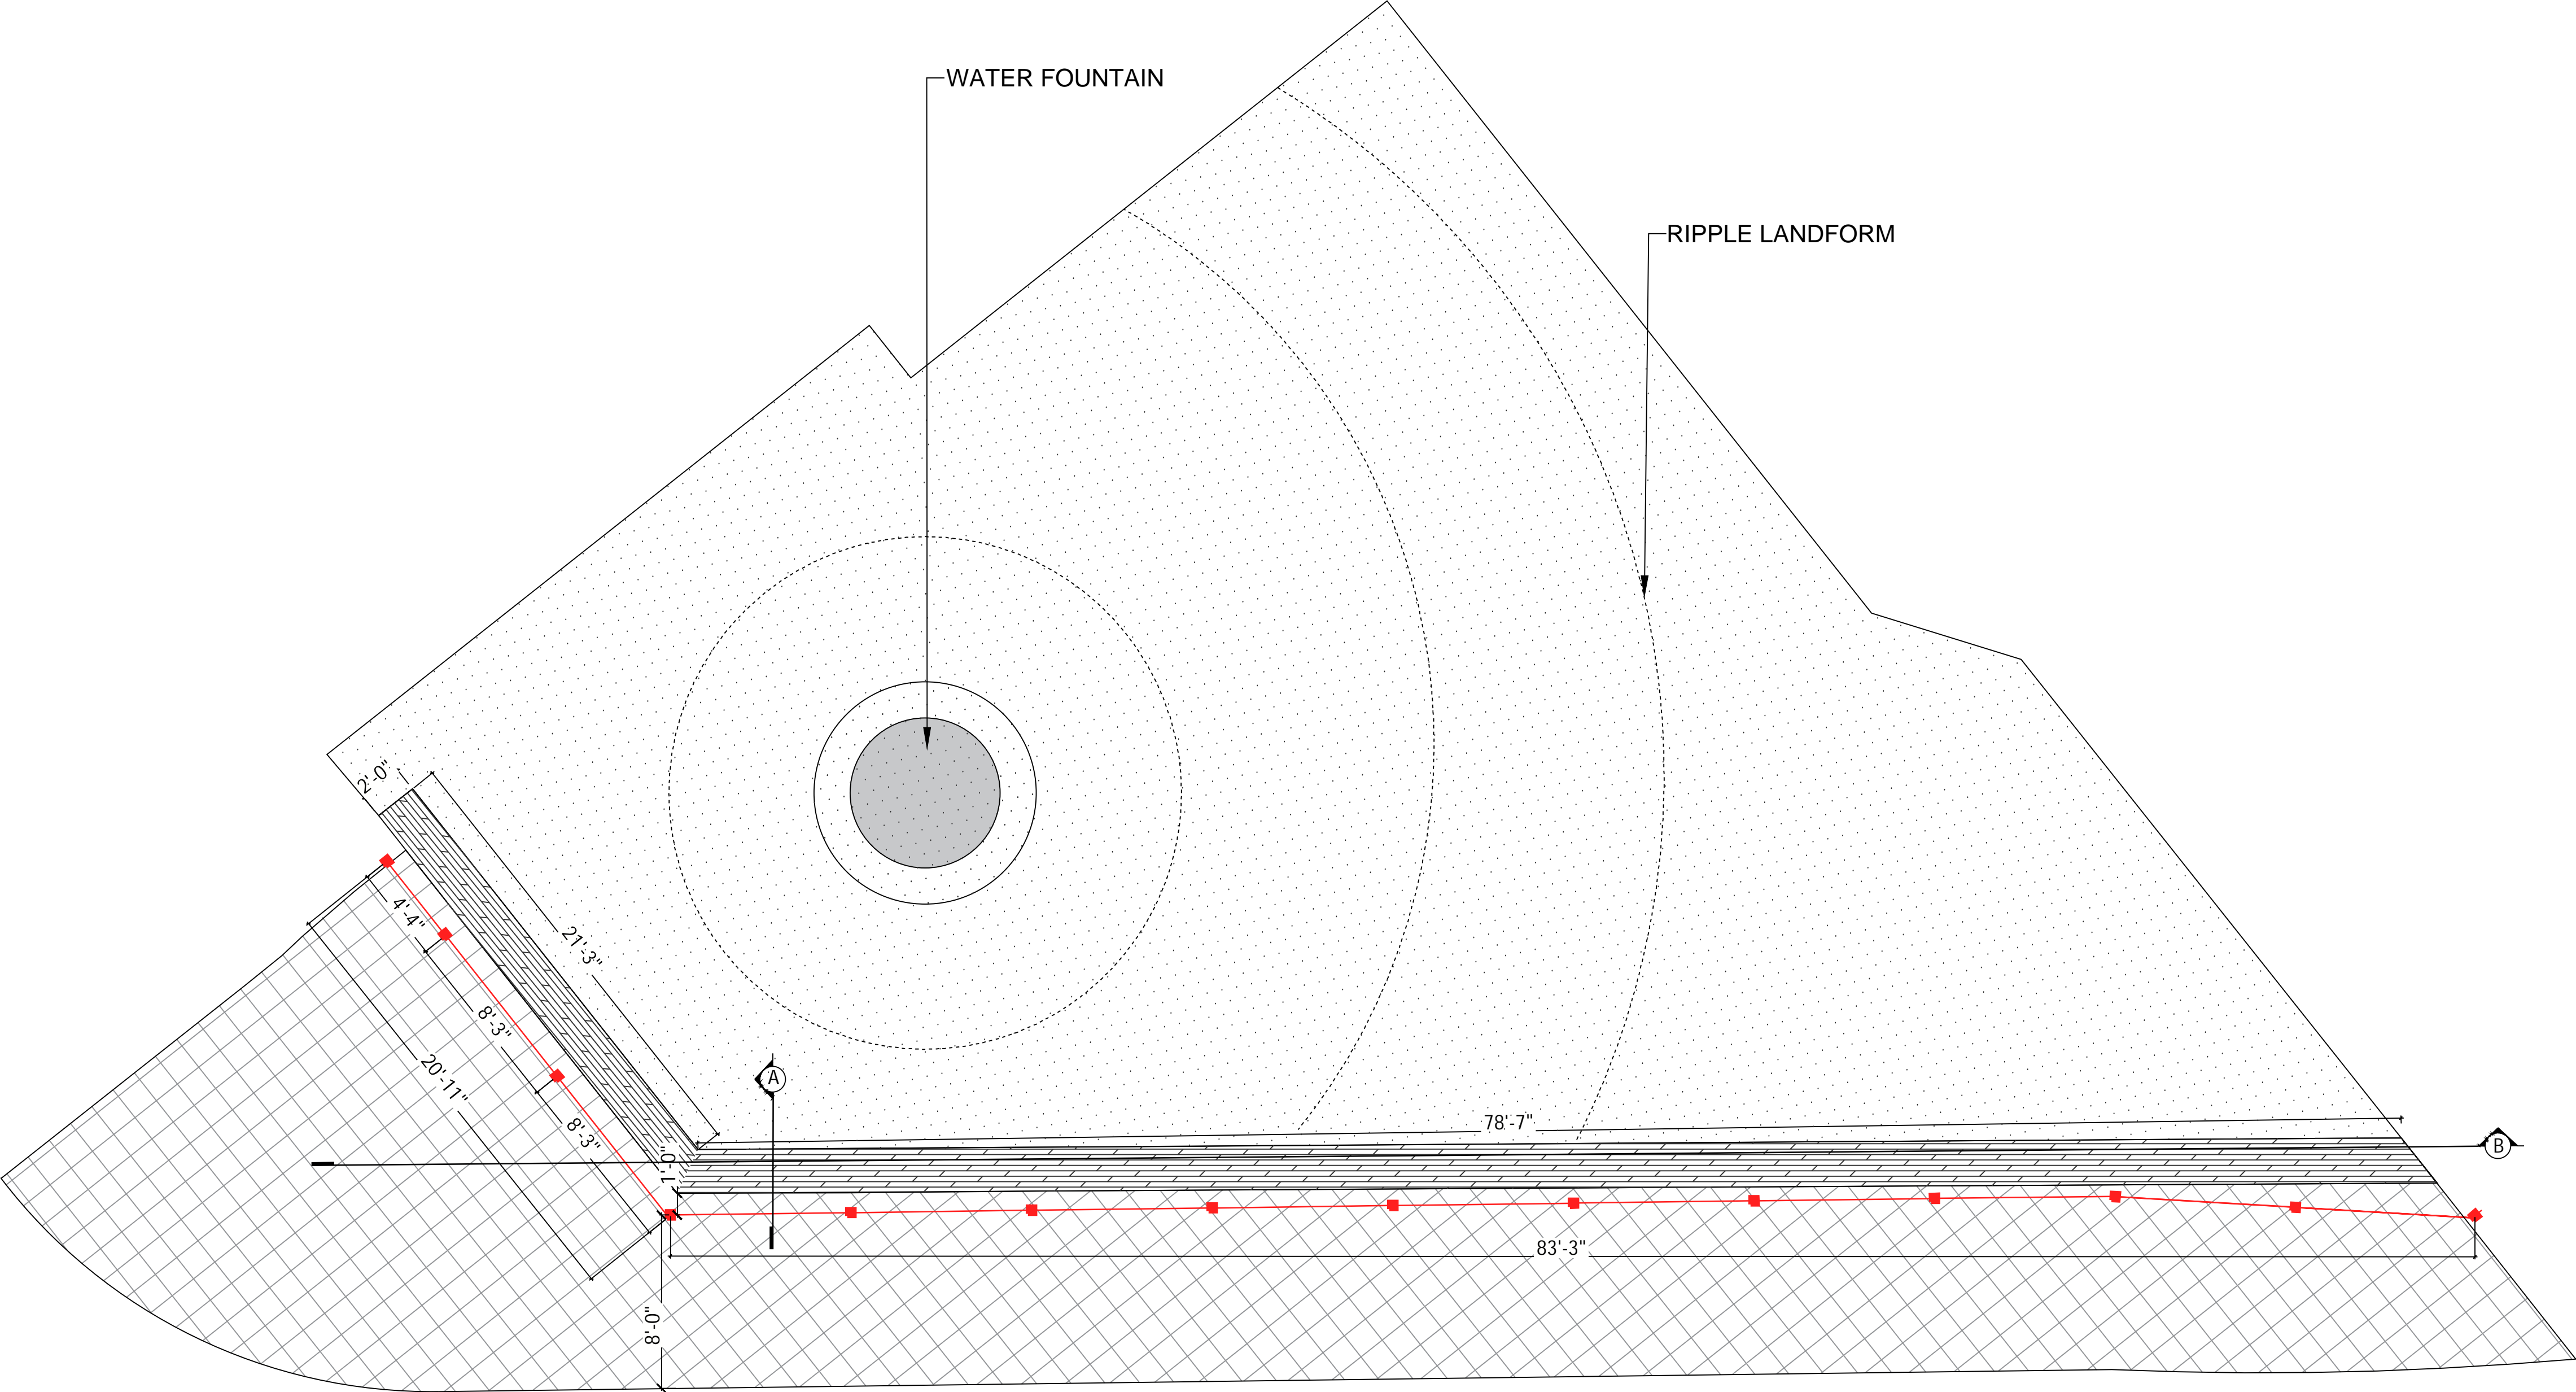 WATER FOUNTAIN
RIPPLE LANDFORM
2'-0"
4'-4"
21'-3"
8'-3"
20'-11"
A
8'-3"
78'-7"
1'-0"
B
83'-3"
8'-0"